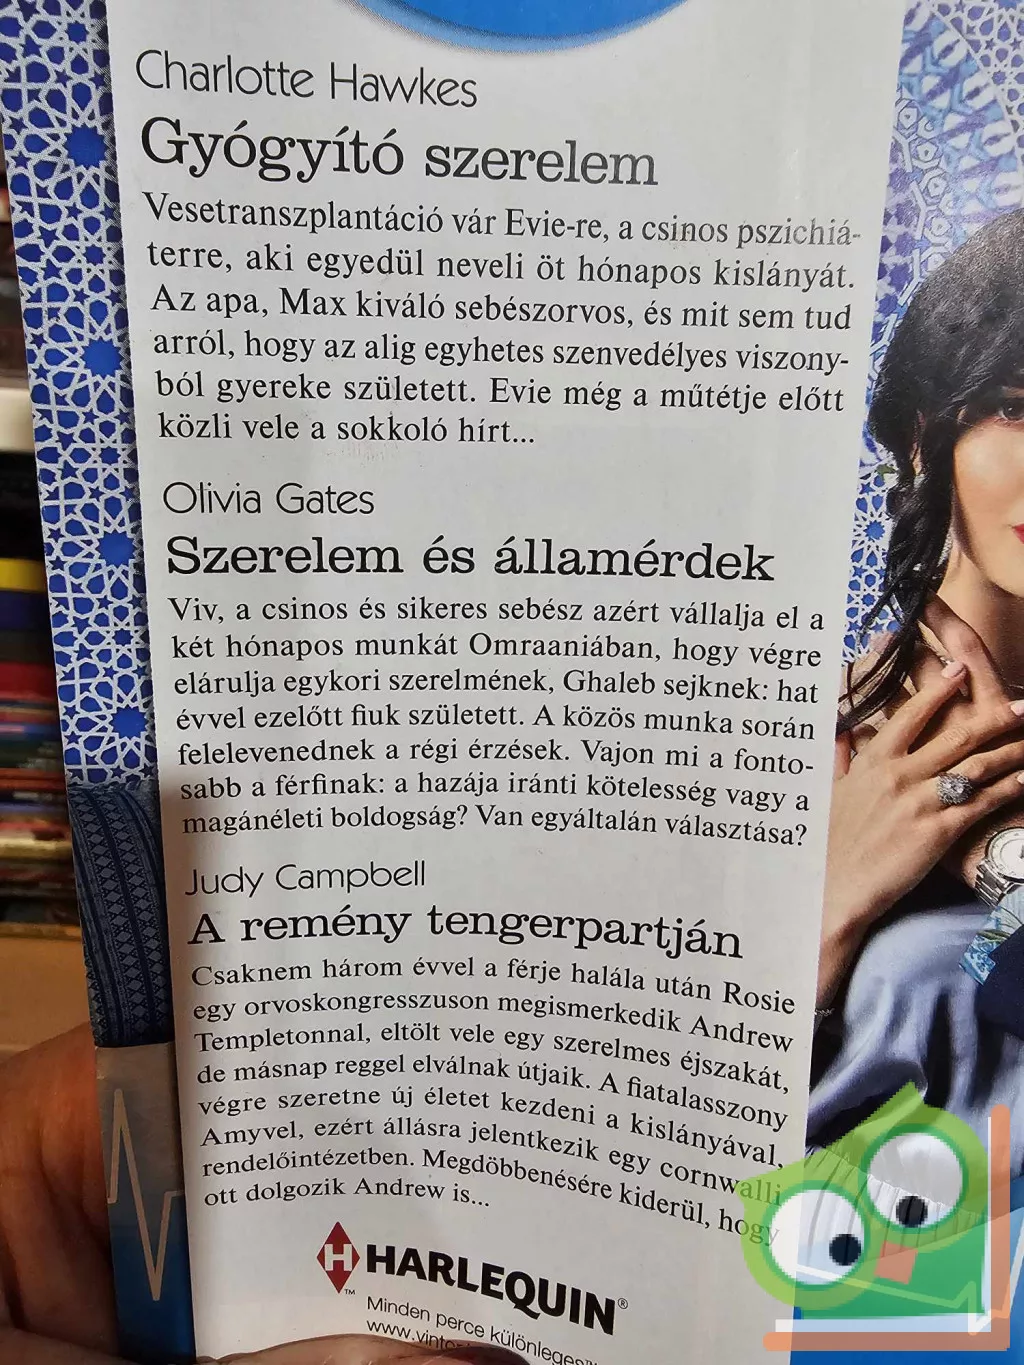 Charlotte Hawkes
Gyógyító szerelem
Vesetranszplantáció vár Evie-re, a csinos pszichiá-
terre, aki egyedül neveli öt hónapos kislányát.
Az apa, Max kiváló sebészorvos, és mit sem tud
arról, hogy az alig egyhetes szenvedélyes viszony-
ból gyereke született. Evie még a műtétje előtt
közli vele a sokkoló hírt...
Olivia Gates
Szerelem és államérdek
Viv, a csinos és sikeres sebész azért vállalja el a
két hónapos munkát Omraaniában, hogy végre
elárulja egykori szerelmének, Ghaleb sejknek: hat
évvel ezelőtt fiuk született. A közös munka során
felelevenednek a régi érzések. Vajon mi a fonto-
sabb a férfinak: a hazája iránti kötelesség vagy a
magánéleti boldogság? Van egyáltalán választása?
Judy Campbell
A remény tengerpartján
Csaknem három évvel a férje halála után Rosie
egy orvoskongresszuson megismerkedik Andrew
Templetonnal, eltölt vele egy szerelmes éjszakát,
de másnap reggel elválnak útjaik. A fiatalasszony
végre szeretne új életet kezdeni a kislányával,
Amyvel, ezért állásra jelentkezik egy cornwalli
rendelőintézetben. Megdöbbenésére kiderül, hogy
ott dolgozik Andrew is...
H HARLEQUIN®
™
Minden perce különleges™